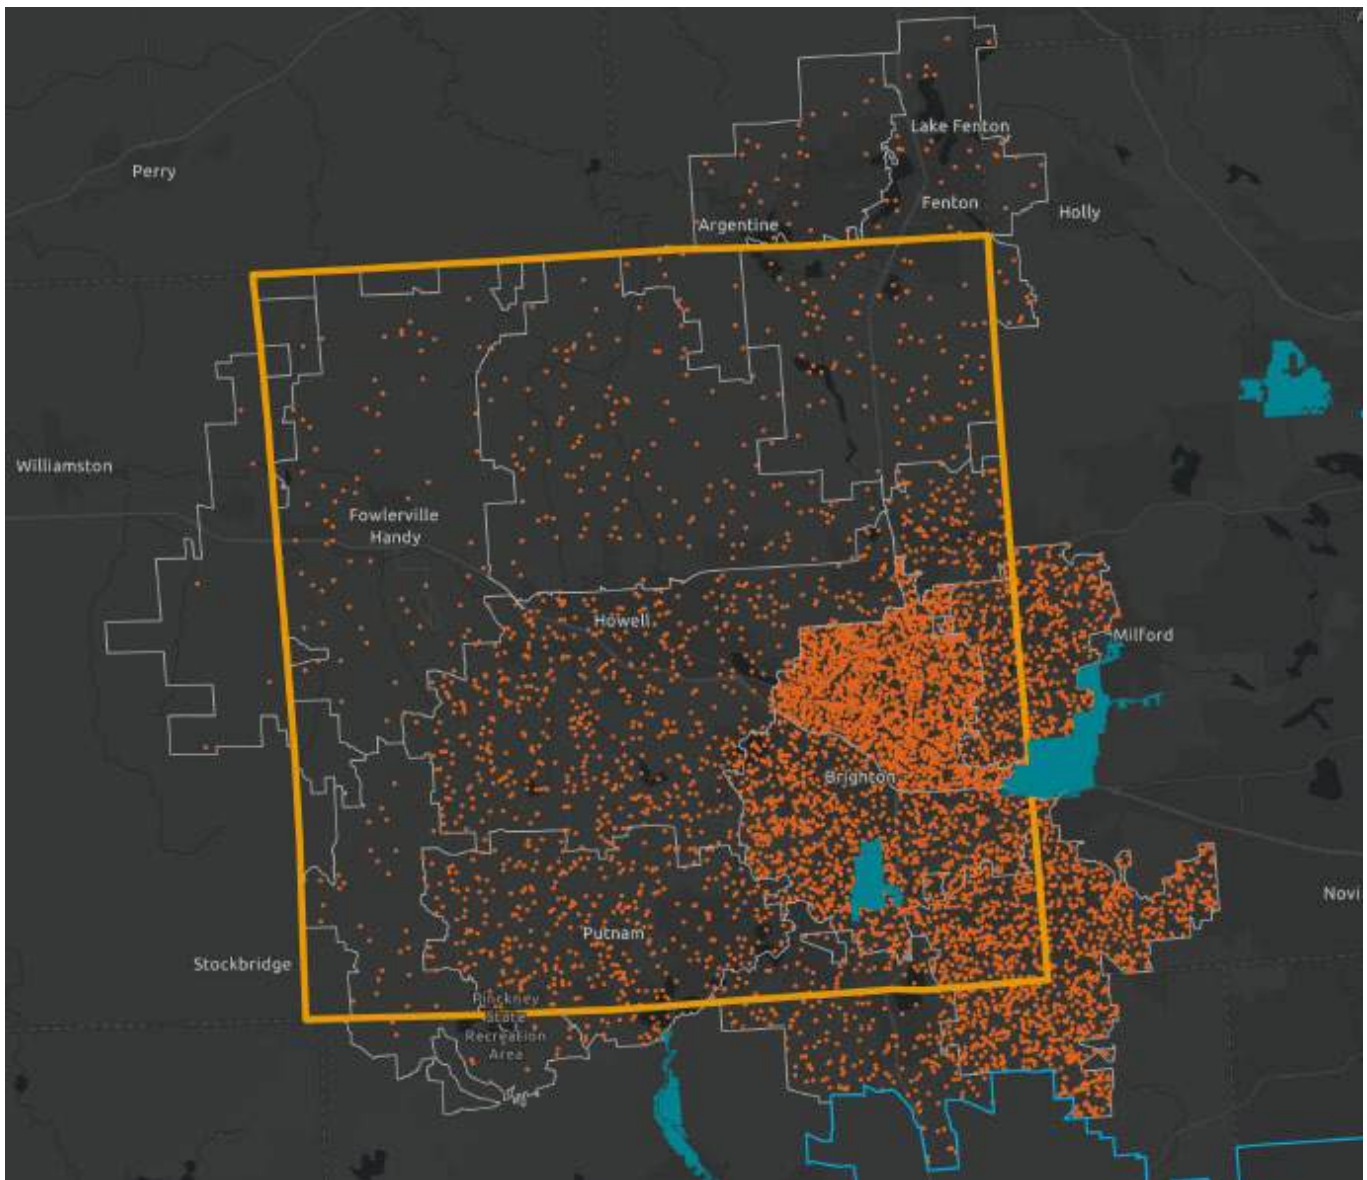 Lake Fenton
Perry
Fenton
Holly
Argentine
Williamston
Fowlerville
Handy
Howell
Milford
Brighton
Novi
Putnam
Stockbridge
Pinckney
State
Recreation
Area